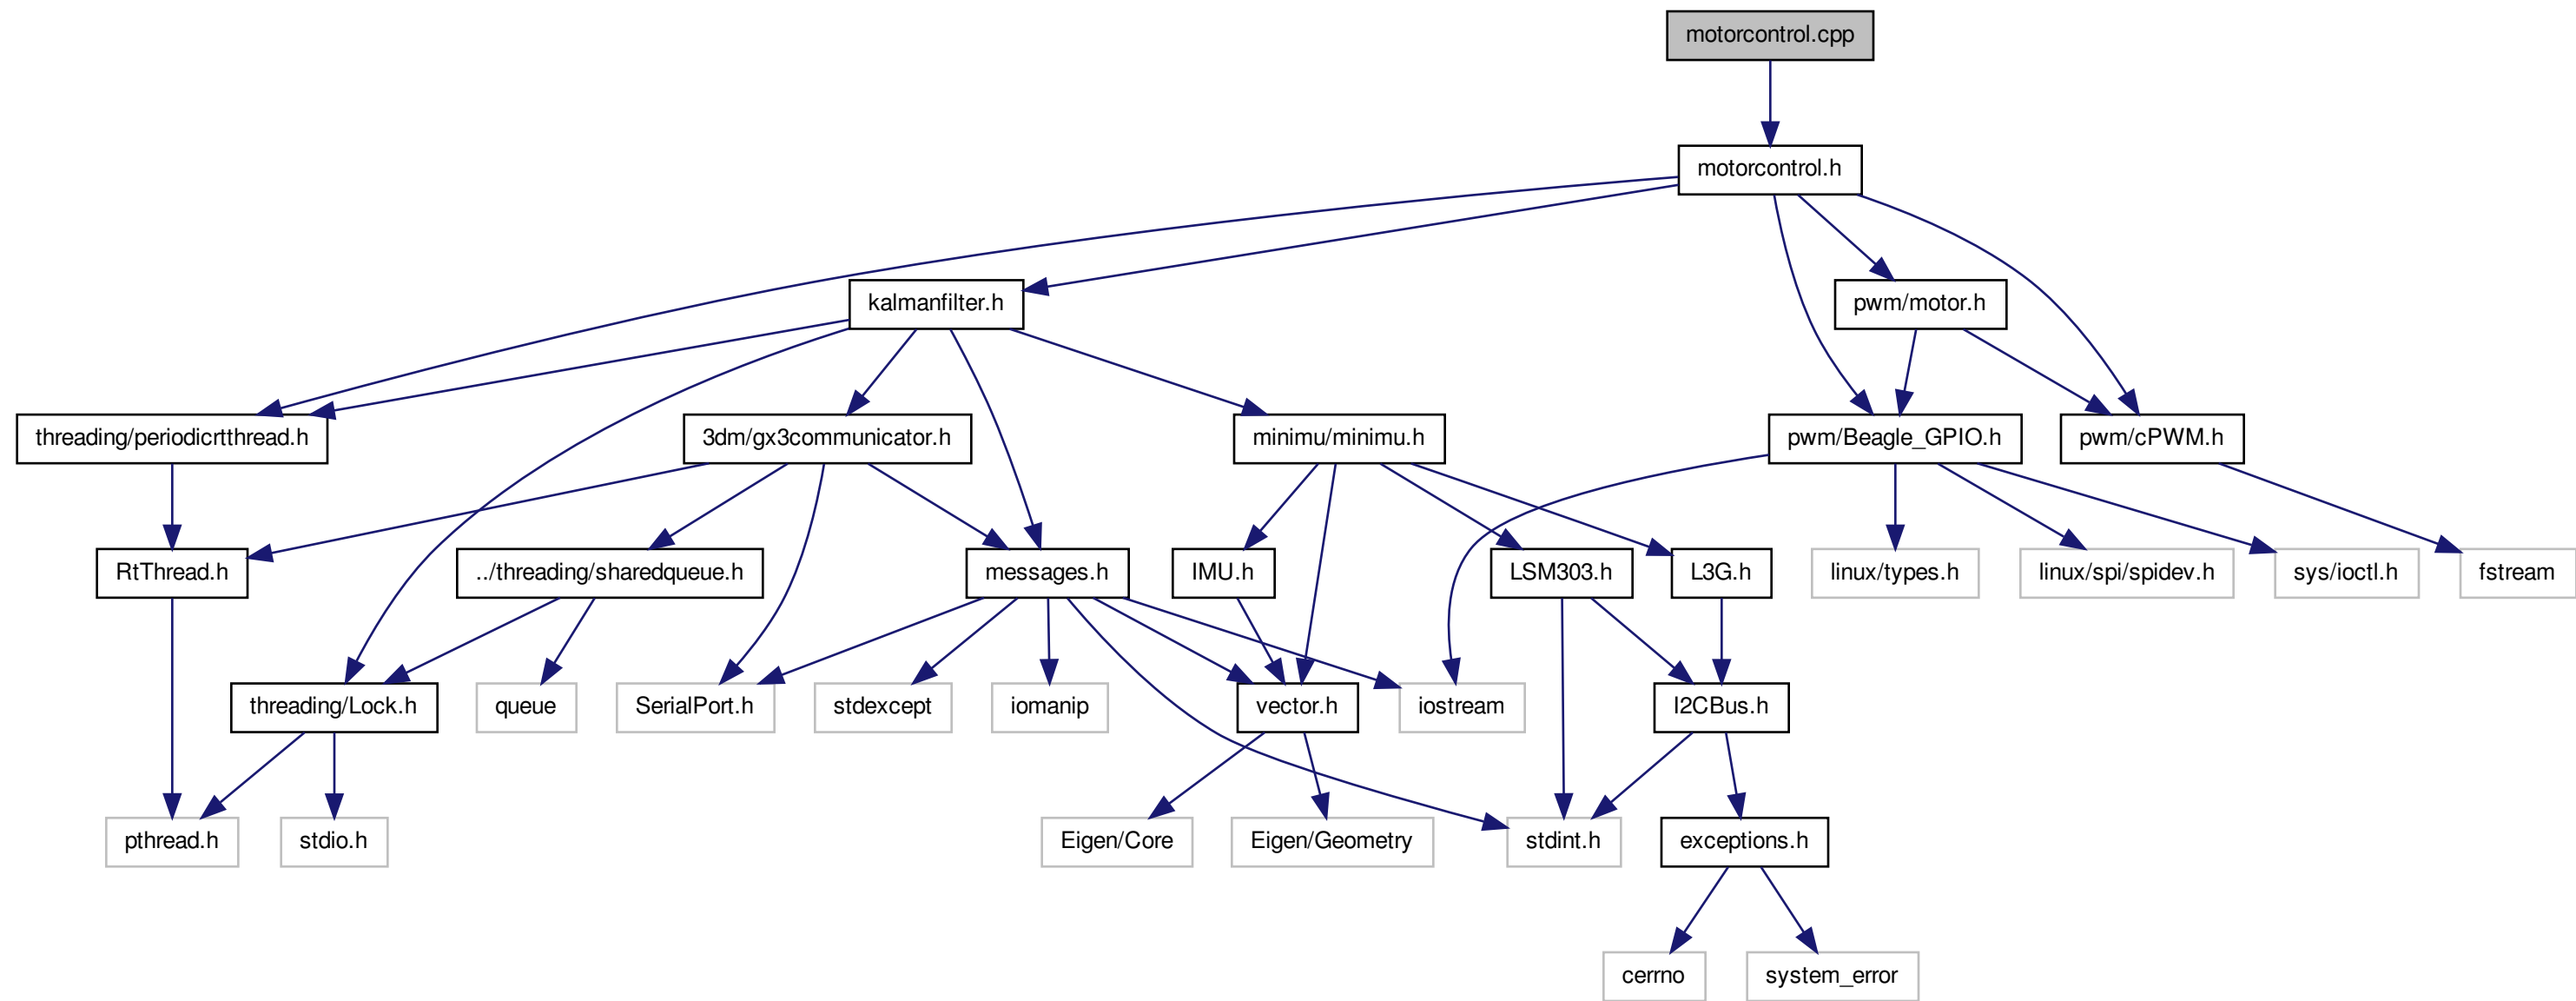 motorcontrol.cpp
motorcontrol.h
kalmanfilter.h
pwm/motor.h
threading/periodicrtthread.h
3dm/gx3communicator.h
minimu/minimu.h
pwm/Beagle_GPIO.h
pwm/cPWM.h
RtThread.h
../threading/sharedqueue.h
messages.h
IMU.h
LSM303.h
L3G.h
linux/types.h
linux/spi/spidev.h
sys/ioctl.h
fstream
threading/Lock.h
queue
SerialPort.h
stdexcept
iomanip
vector.h
iostream
I2CBus.h
pthread.h
stdio.h
Eigen/Core
Eigen/Geometry
stdint.h
exceptions.h
cerrno
system_error